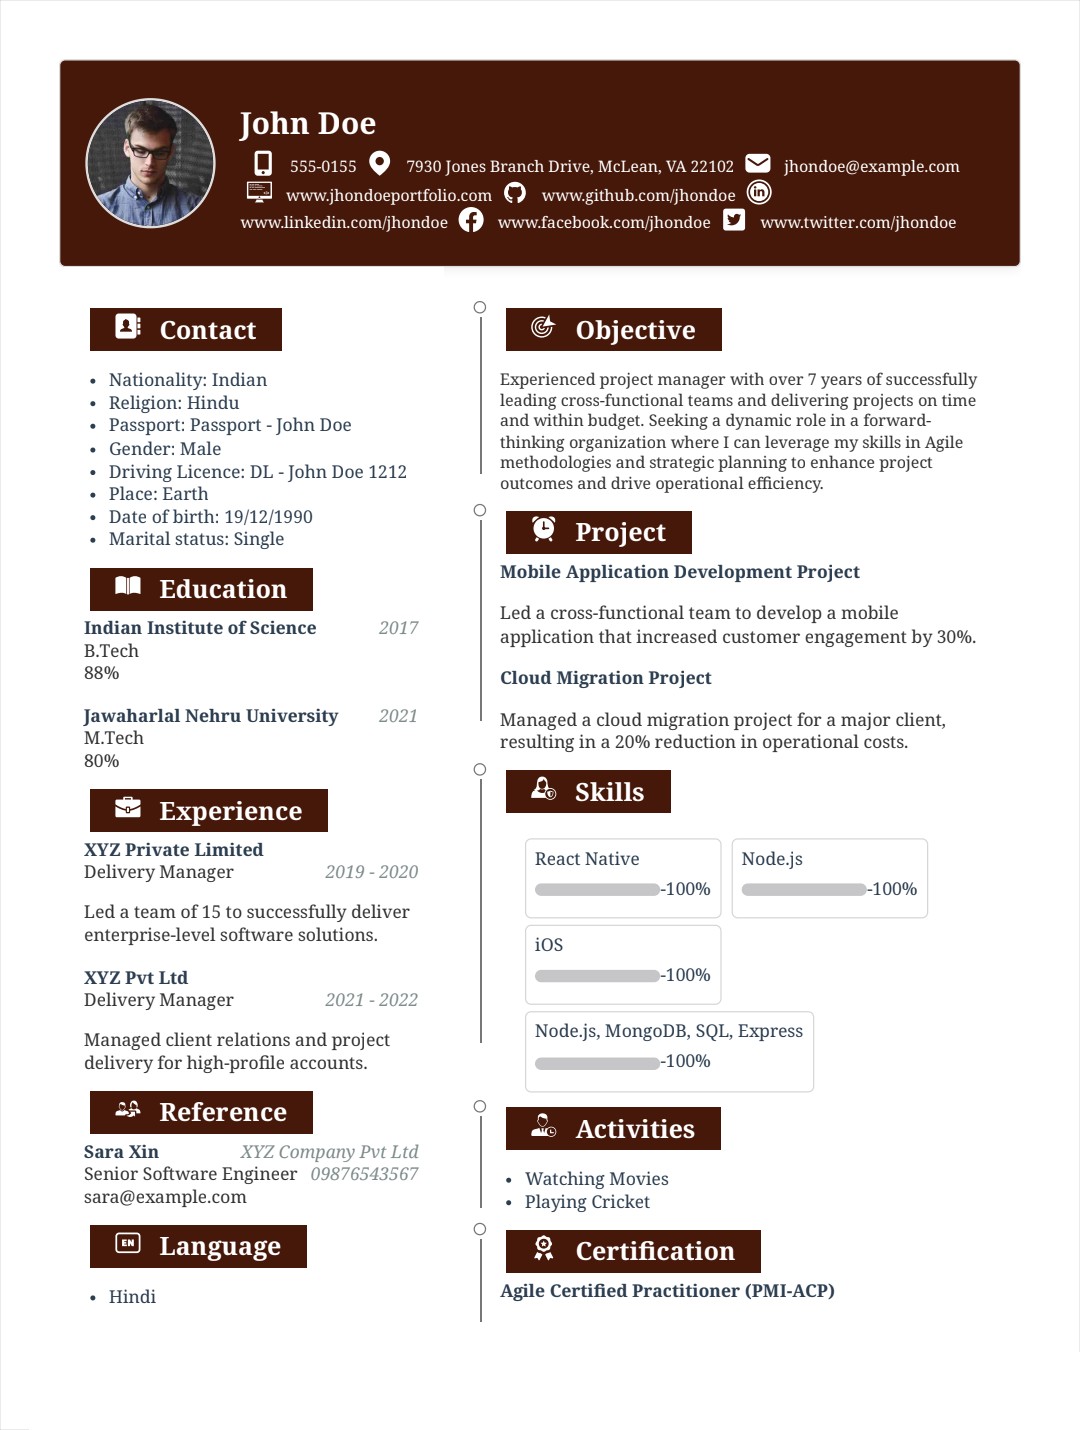 John Doe
555-0155 7930 Jones Branch Drive, McLean, VA 22102 jhondoe@example.com
www.jhondoeportfolio.com www.github.com/jhondoe
www.linkedin.com/jhondoe www.facebook.com/jhondoe www.twitter.com/jhondoe
Contact
• Nationality: Indian
• Religion: Hindu
• Passport: Passport - John Doe
• Gender: Male
• Driving Licence: DL - John Doe 1212
• Place: Earth
• Date of birth: 19/12/1990
• Marital status: Single
Education
Indian Institute of Science 2017
B.Tech
88%
Jawaharlal Nehru University 2021
M.Tech
80%
Experience
XYZ Private Limited
Delivery Manager 2019 - 2020
Led a team of 15 to successfully deliver
enterprise-level software solutions.
XYZ Pvt Ltd
Delivery Manager 2021 - 2022
Managed client relations and project
delivery for high-profile accounts.
Reference
Sara Xin XYZ Company Pvt Ltd
Senior Software Engineer 09876543567
sara@example.com
EN Language
• Hindi
Objective
Experienced project manager with over 7 years of successfully
leading cross-functional teams and delivering projects on time
and within budget. Seeking a dynamic role in a forward-
thinking organization where I can leverage my skills in Agile
methodologies and strategic planning to enhance project
outcomes and drive operational efficiency.
Project
Mobile Application Development Project
Led a cross-functional team to develop a mobile
application that increased customer engagement by 30%.
Cloud Migration Project
Managed a cloud migration project for a major client,
resulting in a 20% reduction in operational costs.
Skills
React Native Node.js
-100% -100%
iOS
-100%
Node.js, MongoDB, SQL, Express
-100%
Activities
• Watching Movies
• Playing Cricket
Certification
Agile Certified Practitioner (PMI-ACP)